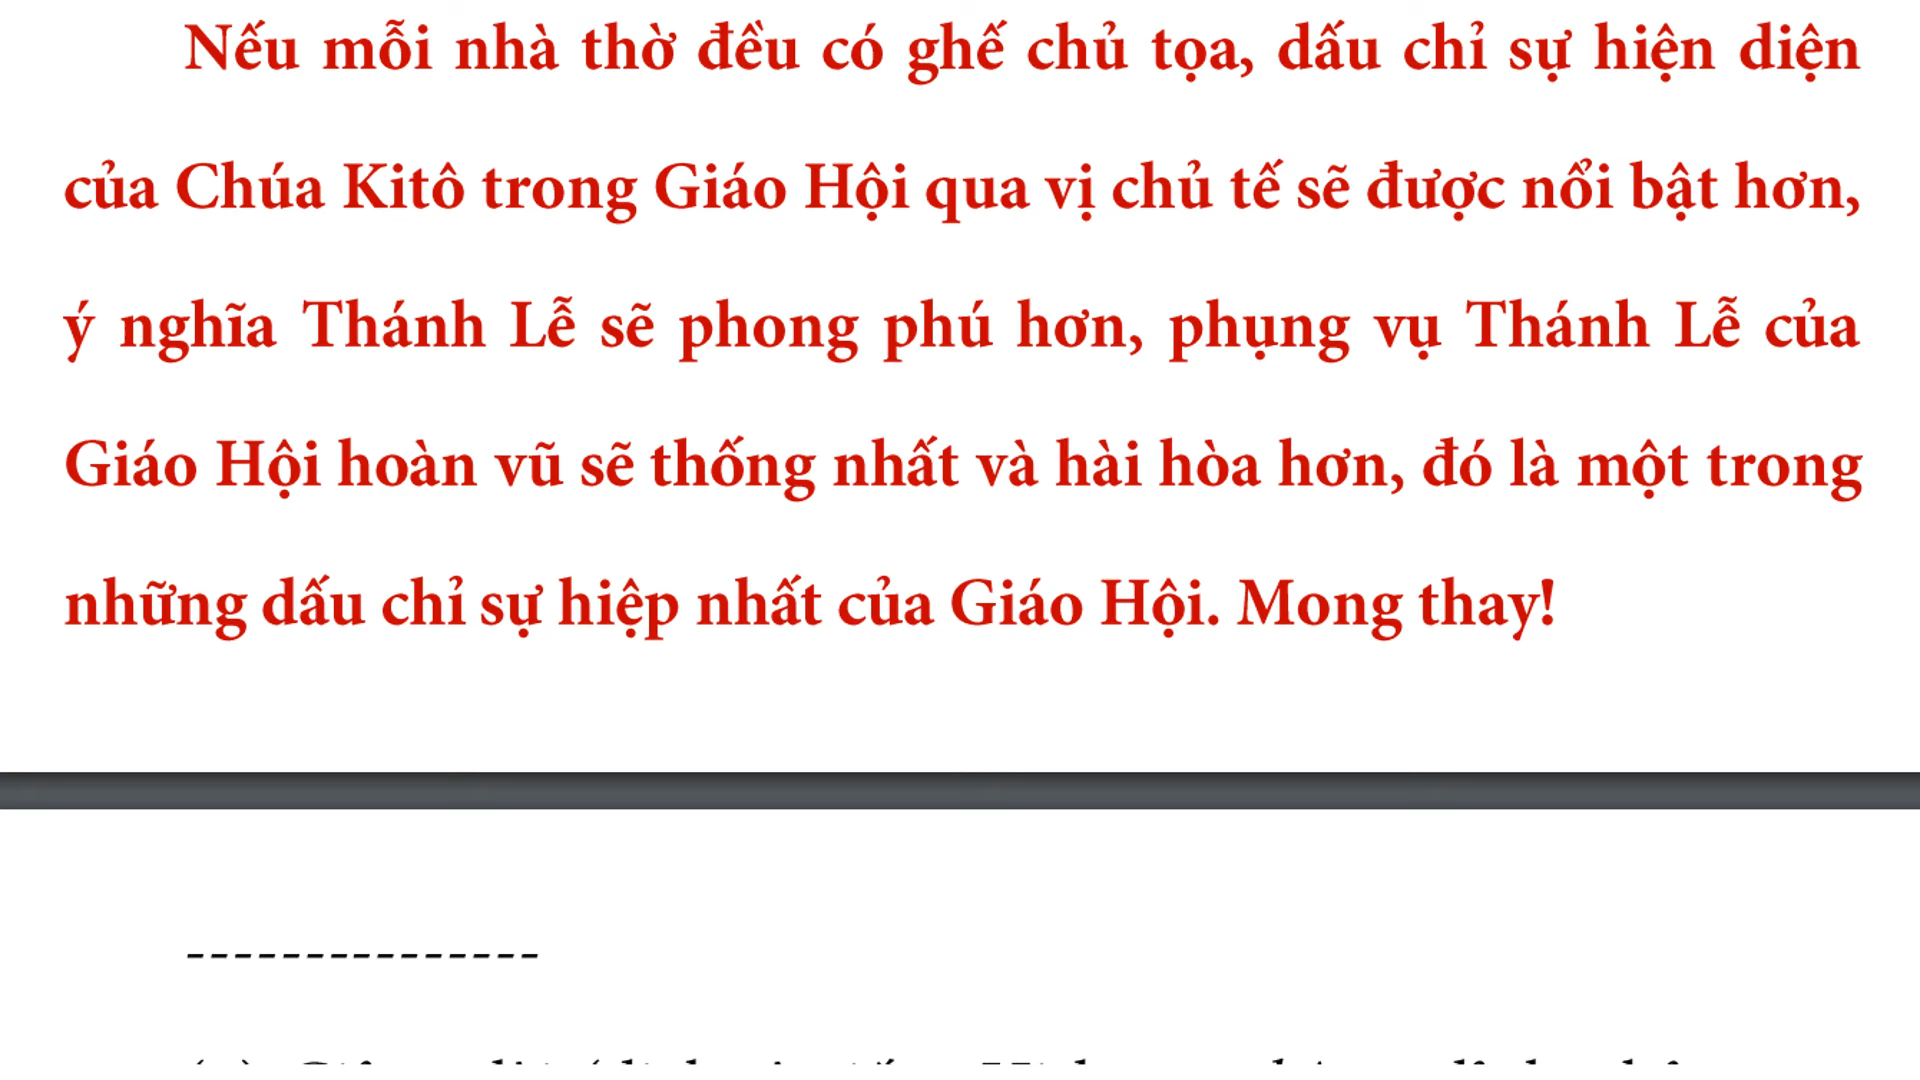 Nếu mỗi nhà thờ đều có ghế chủ tọa, dấu chỉ sự hiện diện
của Chúa Kitô trong Giáo Hội qua vị chủ tế sẽ được nổi bật hơn,
ý nghĩa Thánh Lễ sẽ phong phú hơn, phụng vụ Thánh Lễ của
Giáo Hội hoàn vũ sẽ thống nhất và hài hòa hơn, đó là một trong
những dấu chỉ sự hiệp nhất của Giáo Hội. Mong thay!
---------------